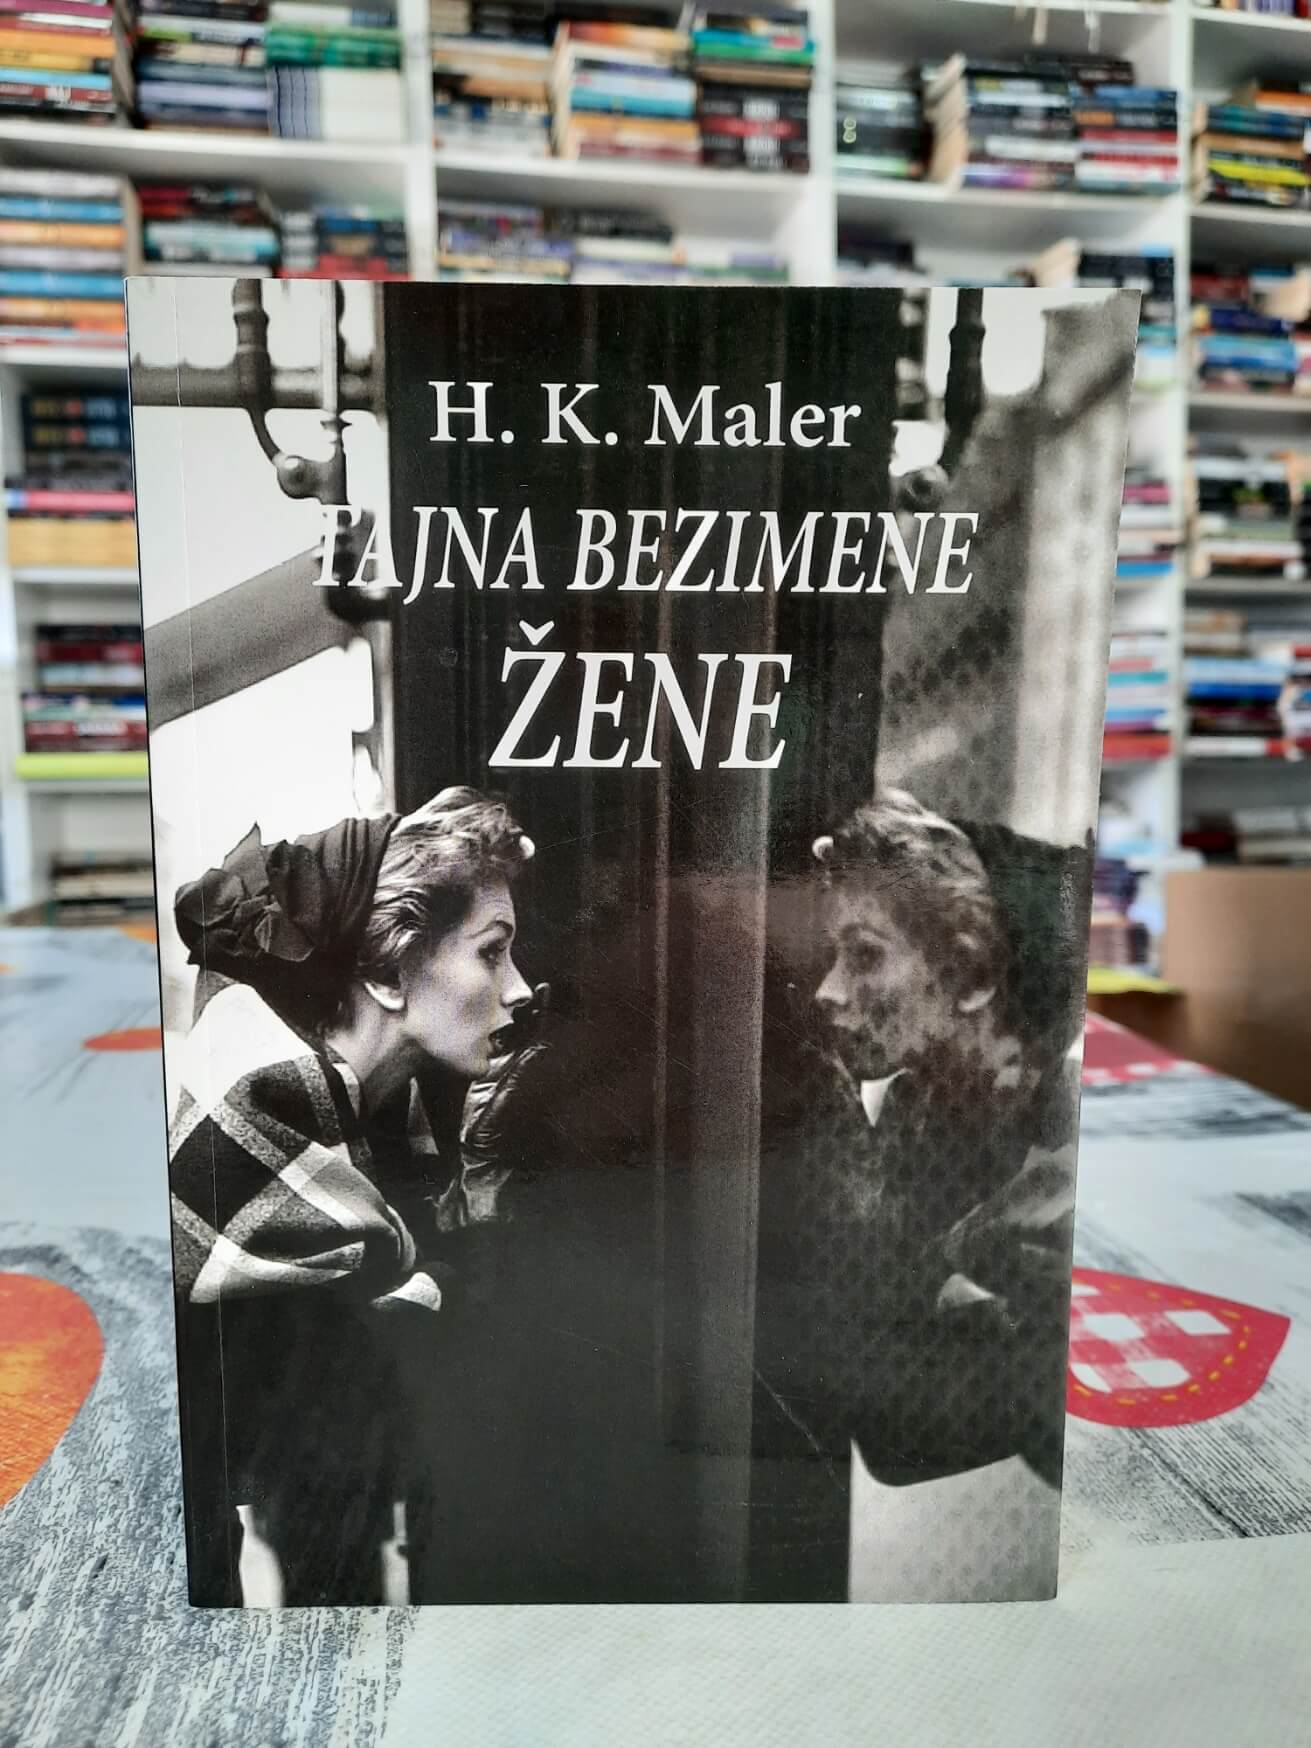 H. K. Maler
TAJNA BEZIMENE
ŽENE